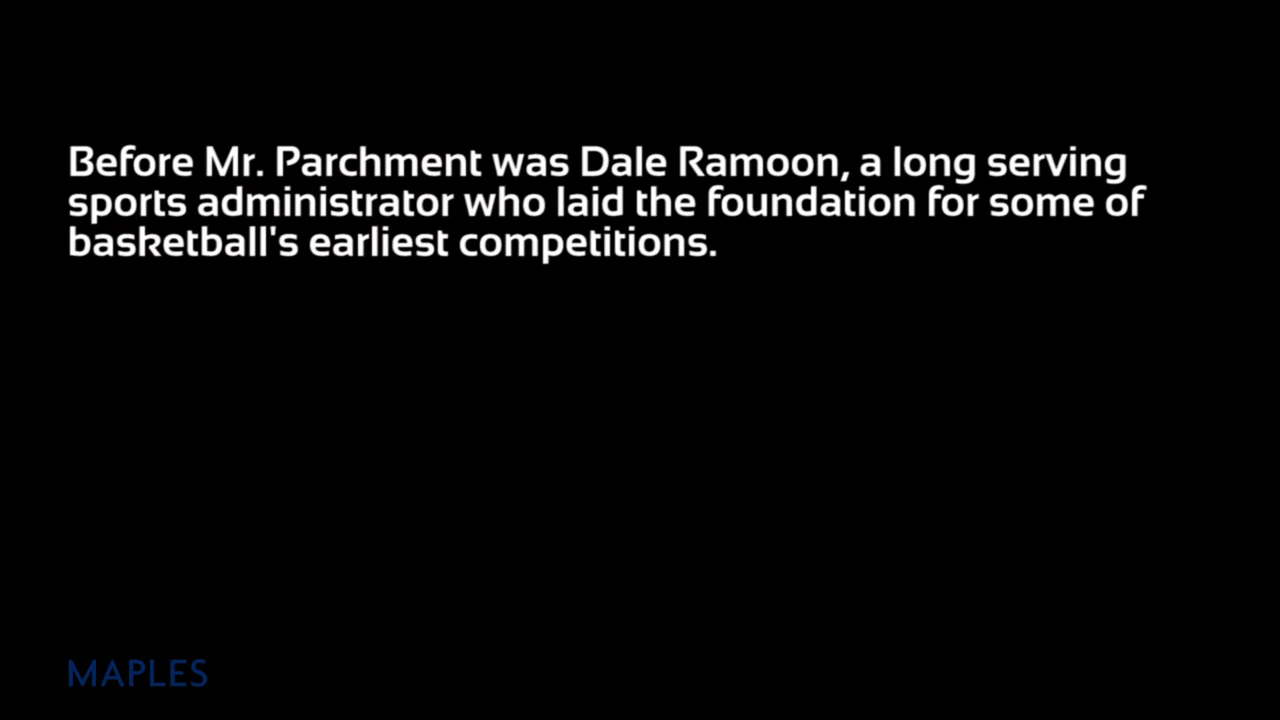 Before Mr. Parchment was Dale Ramoon, a long serving
sports administrator who laid the foundation for some of
basketball's earliest competitions.
MAPLES